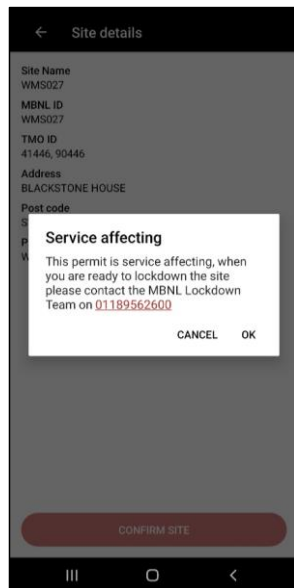 Site details
Site Name
WMS027
MBNL ID
WMS027
TMO ID
41446, 90446
Address
BLACKSTONE HOUSE
Post code
S
P
W
Service affecting
This permit is service affecting, when
you are ready to lockdown the site
please contact the MBNL Lockdown
Team on 01189562600
CANCEL OK
CONFIRM SITE